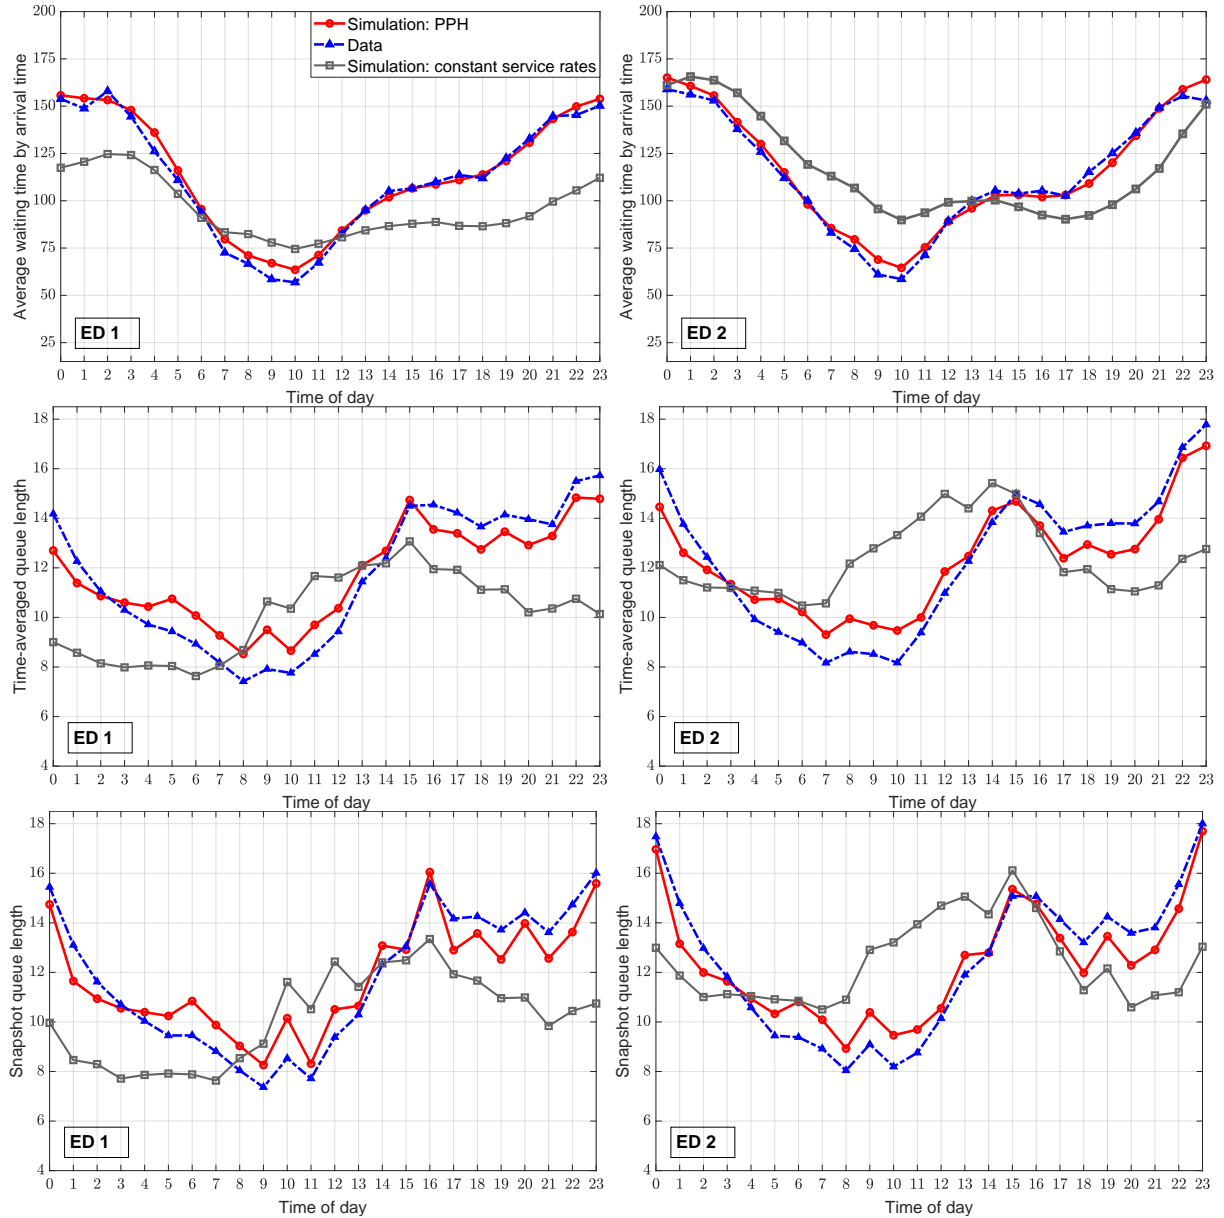 200
175
150
125
100
75
50
25
Average waiting time by arrival time
Simulation: PPH
Data
Simulation: constant service rates
ED 1
0 1 2 3 4 5 6 7 8 9 10 11 12 13 14 15 16 17 18 19 20 21 22 23
Time of day
200
175
150
125
100
75
50
25
Average waiting time by arrival time
ED 2
0 1 2 3 4 5 6 7 8 9 10 11 12 13 14 15 16 17 18 19 20 21 22 23
Time of day
18
16
14
12
10
8
6
4
Time-averaged queue length
ED 1
0 1 2 3 4 5 6 7 8 9 10 11 12 13 14 15 16 17 18 19 20 21 22 23
Time of day
18
16
14
12
10
8
6
4
Time-averaged queue length
ED 2
0 1 2 3 4 5 6 7 8 9 10 11 12 13 14 15 16 17 18 19 20 21 22 23
Time of day
18
16
14
12
10
8
6
4
Snapshot queue length
ED 1
0 1 2 3 4 5 6 7 8 9 10 11 12 13 14 15 16 17 18 19 20 21 22 23
Time of day
18
16
14
12
10
8
6
4
Snapshot queue length
ED 2
0 1 2 3 4 5 6 7 8 9 10 11 12 13 14 15 16 17 18 19 20 21 22 23
Time of day